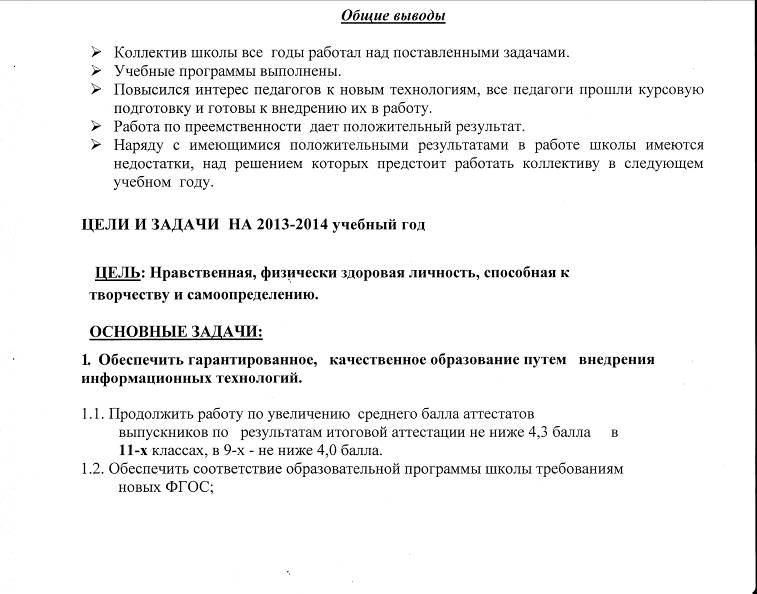 Общие выводы
➢ Коллектив школы все годы работал над поставленными задачами.
➢ Учебные программы выполнены.
➢ Повысился интерес педагогов к новым технологиям, все педагоги прошли курсовую
подготовку и готовы к внедрению их в работу.
➢ Работа по преемственности дает положительный результат.
➢ Наряду с имеющимися положительными результатами в работе школы имеются
недостатки, над решением которых предстоит работать коллективу в следующем
учебном году.
ЦЕЛИ И ЗАДАЧИ НА 2013-2014 учебный год
ЦЕЛЬ: Нравственная, физически здоровая личность, способная к
творчеству и самоопределению.
ОСНОВНЫЕ ЗАДАЧИ:
1. Обеспечить гарантированное, качественное образование путем внедрения
информационных технологий.
1.1. Продолжить работу по увеличению среднего балла аттестатов
выпускников по результатам итоговой аттестации не ниже 4,3 балла в
11-х классах, в 9-х - не ниже 4,0 балла.
1.2. Обеспечить соответствие образовательной программы школы требованиям
новых ФГОС;